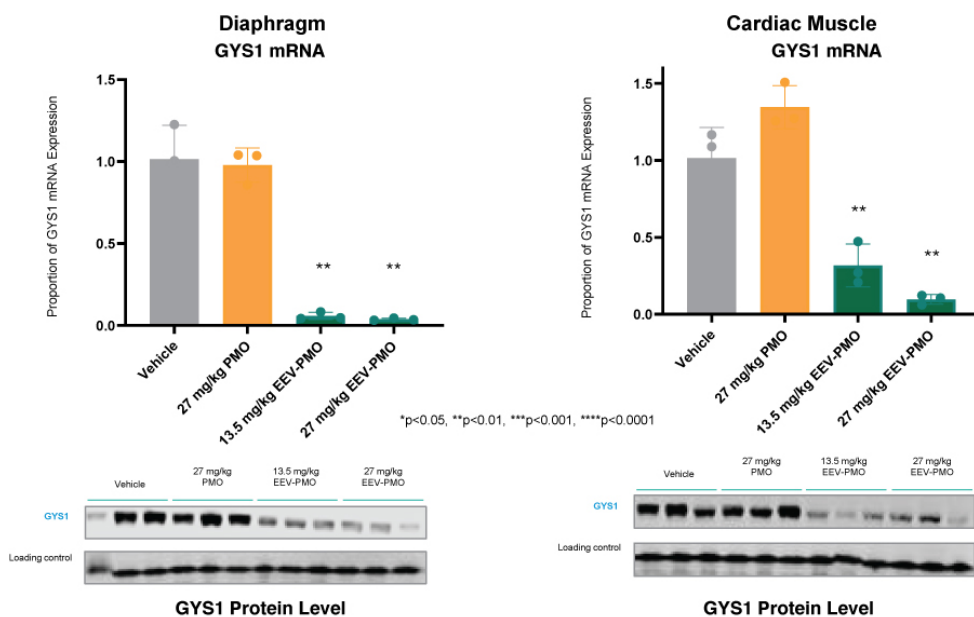 Diaphragm
GYS1 mRNA
Proportion of GYS1 mRNA Expression
1.5
1.0
0.5
0.0
**
**
Vehicle
27 mg/kg PMO
13.5 mg/kg EEV-PMO
27 mg/kg EEV-PMO
Cardiac Muscle
GYS1 mRNA
Proportion of GYS1 mRNA Expression
1.5
1.0
0.5
0.0
**
**
Vehicle
27 mg/kg PMO
13.5 mg/kg EEV-PMO
27 mg/kg EEV-PMO
*p<0.05, **p<0.01, ***p<0.001, ****p<0.0001
Vehicle
27 mg/kg
PMO
13.5 mg/kg
EEV-PMO
27 mg/kg
EEV-PMO
GYS1
Loading control
GYS1 Protein Level
Vehicle
27 mg/kg
PMO
13.5 mg/kg
EEV-PMO
27 mg/kg
EEV-PMO
GYS1
Loading control
GYS1 Protein Level